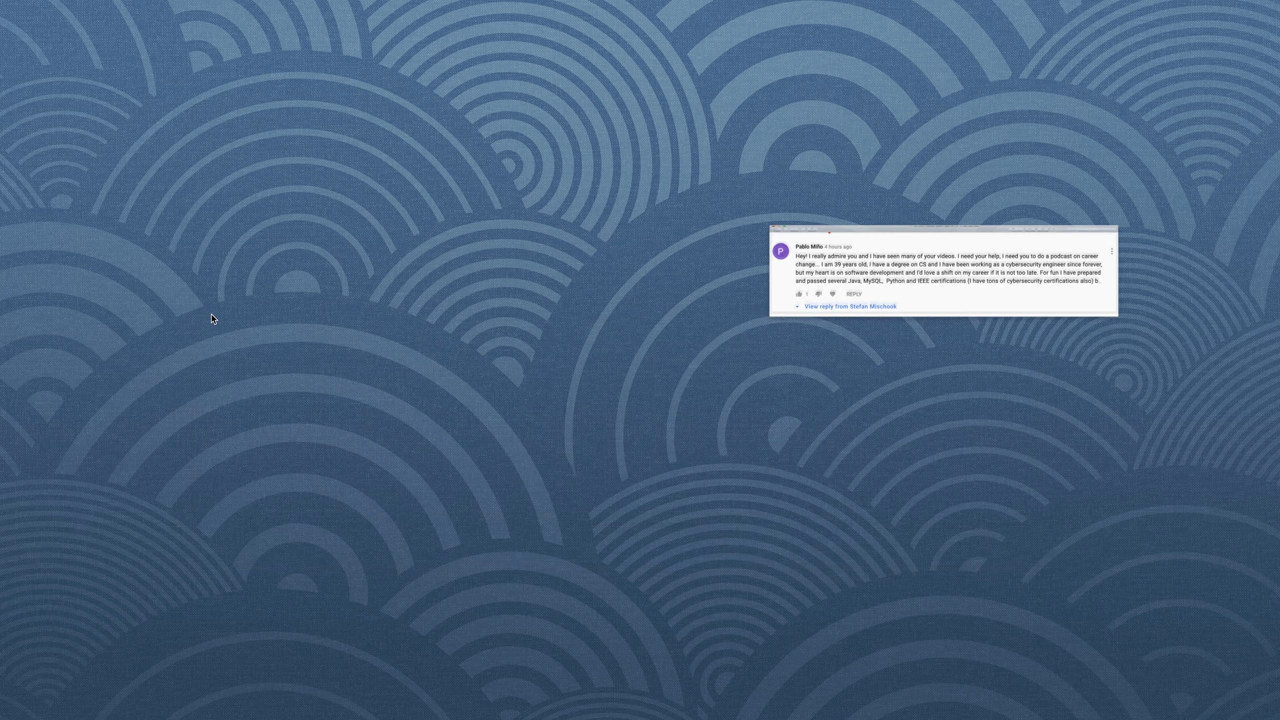 Pablo Miño 4 hours ago
Hey! I really admire you and I have seen many of your videos. I need your help, I need you to do a podcast on career
change... I am 39 years old, I have a degree on CS and I have been working as a cybersecurity engineer since forever,
but my heart is on software development and I'd love a shift on my career if it is not too late. For fun I have prepared
and passed several Java, MySQL, Python and IEEE certifications (I have tons of cybersecurity certifications also) b..
1 REPLY
View reply from Stefan Mischook
P